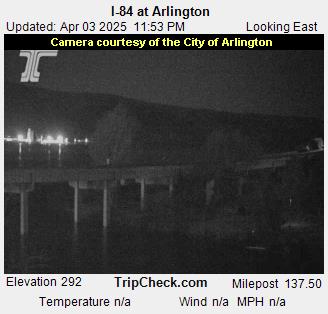 I-84 at Arlington
Updated: Apr 03 2025 11:53 PM Looking East
Camera courtesy of the City of Arlington
Elevation 292 TripCheck.com Milepost 137.50
Temperature n/a Wind n/a MPH n/a